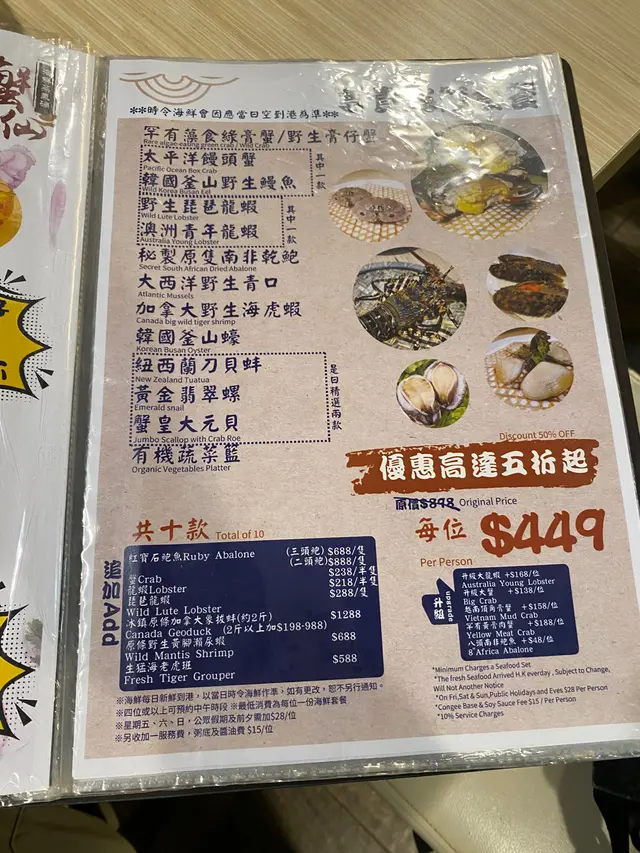 蟹
仙
**時令海鮮會因應當日空到港為準**
罕有藻食綠膏蟹/野生膏仔蟹
Rare algae-eating green crab / Wild Crab
太平洋饅頭蟹
Pacific Ocean Box Crab
韓國釜山野生鰻魚
Wild Korea Busan Eel
其中一款
野生琵琶龍蝦
Wild Lute Lobster
澳洲青年龍蝦
Australia Young Lobster
其中一款
秘製原隻南非乾鮑
Secret South African Dried Abalone
大西洋野生青口
Atlantic Mussels
加拿大野生海虎蝦
Canada big wild tiger shrimp
韓國釜山蠔
Korean Busan Oyster
紐西蘭刀貝蚌
New Zealand Tuatua
黃金翡翠螺
Emerald snail
蟹皇大元貝
Jumbo Scallop with Crab Roe
是日精選兩款
有機蔬菜籃
Organic Vegetables Platter
Discount 50% OFF
優惠高達五折起
原價$898 Original Price
每位 $449
Per Person
共十款 Total of 10
追加Add
紅寶石鮑魚Ruby Abalone (三頭鮑) $688/隻
(二頭鮑) $888/隻
蟹Crab $238/半隻
龍蝦Lobster $218/半隻
琵琶龍蝦 $288/隻
Wild Lute Lobster
冰鎮原條加拿大象拔蚌(約2斤) $1288
Canada Geoduck (2斤以上加$198-988)
原條野生黃腳瀨尿蝦 $688
Wild Mantis Shrimp
生猛海老虎班 $588
Fresh Tiger Grouper
升級
upgrade
升級大龍蝦 +$168/位
Australia Young Lobster
升級大蟹 +$138/位
Big Crab
越南頂角膏蟹 +$158/位
Vietnam Mud Crab
罕有黃膏肉蟹 +$188/位
Yellow Meat Crab
八頭南非鮑魚 +$48/位
8"Africa Abalone
※海鮮每日新鮮到港，以當日時令海鮮作準，如有更改，恕不另行通知。
※四位或以上可預約中午時段 ※最低消費為每位一份海鮮套餐
※星期五、六、日，公眾假期及前夕需加$28/位
※另收加一服務費，粥底及醬油費 $15/位
*Minimum Charges a Seafood Set
*The fresh Seafood Arrived H.K everday , Subject to Change,
Will Not Another Notice
*On Fri,Sat & Sun,Public Holidays and Eves $28 Per Person
*Congee Base & Soy Sauce Fee $15 / Per Person
*10% Service Charges